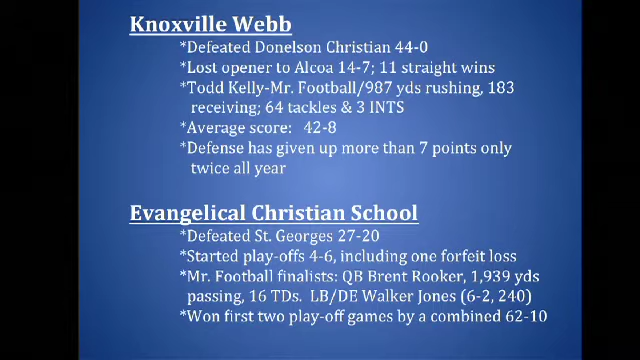 Knoxville Webb
*Defeated Donelson Christian 44-0
*Lost opener to Alcoa 14-7; 11 straight wins
*Todd Kelly-Mr. Football/987 yds rushing, 183
receiving; 64 tackles & 3 INTS
*Average score: 42-8
*Defense has given up more than 7 points only
twice all year
Evangelical Christian School
*Defeated St. Georges 27-20
*Started play-offs 4-6, including one forfeit loss
*Mr. Football finalists: QB Brent Rooker, 1,939 yds
passing, 16 TDs. LB/DE Walker Jones (6-2, 240)
*Won first two play-off games by a combined 62-10